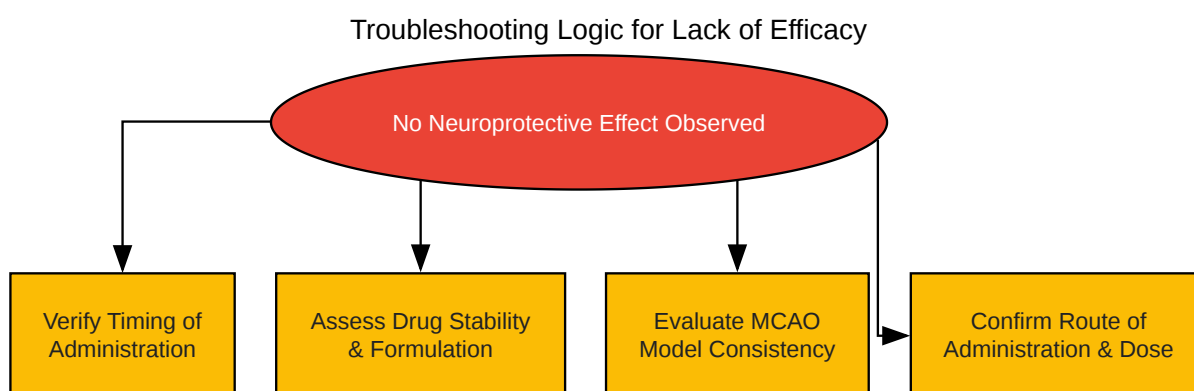 Troubleshooting Logic for Lack of Efficacy
No Neuroprotective Effect Observed
Verify Timing of
Administration
Assess Drug Stability
& Formulation
Evaluate MCAO
Model Consistency
Confirm Route of
Administration & Dose